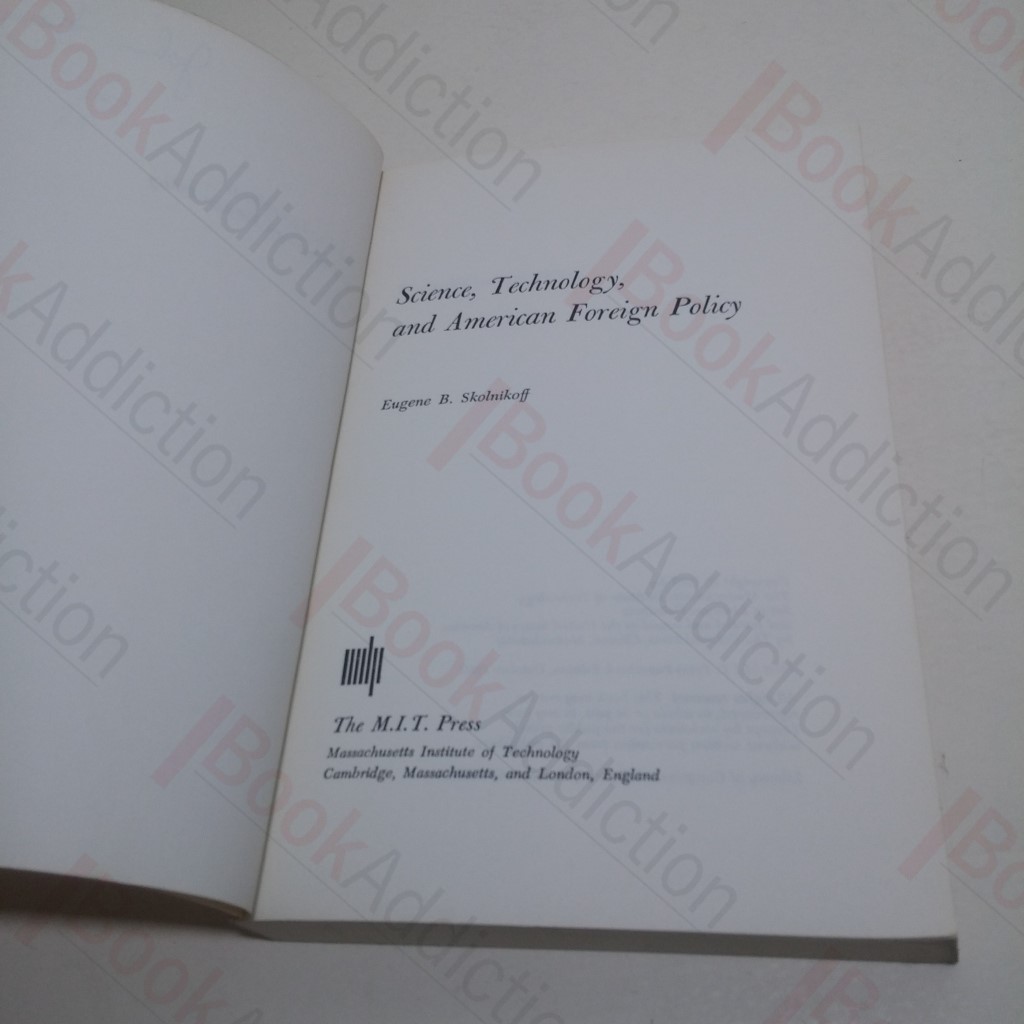 Science, Technology,
and American Foreign Policy
Eugene B. Skolnikoff
The M.I.T. Press
Massachusetts Institute of Technology
Cambridge, Massachusetts, and London, England
BookAddiction